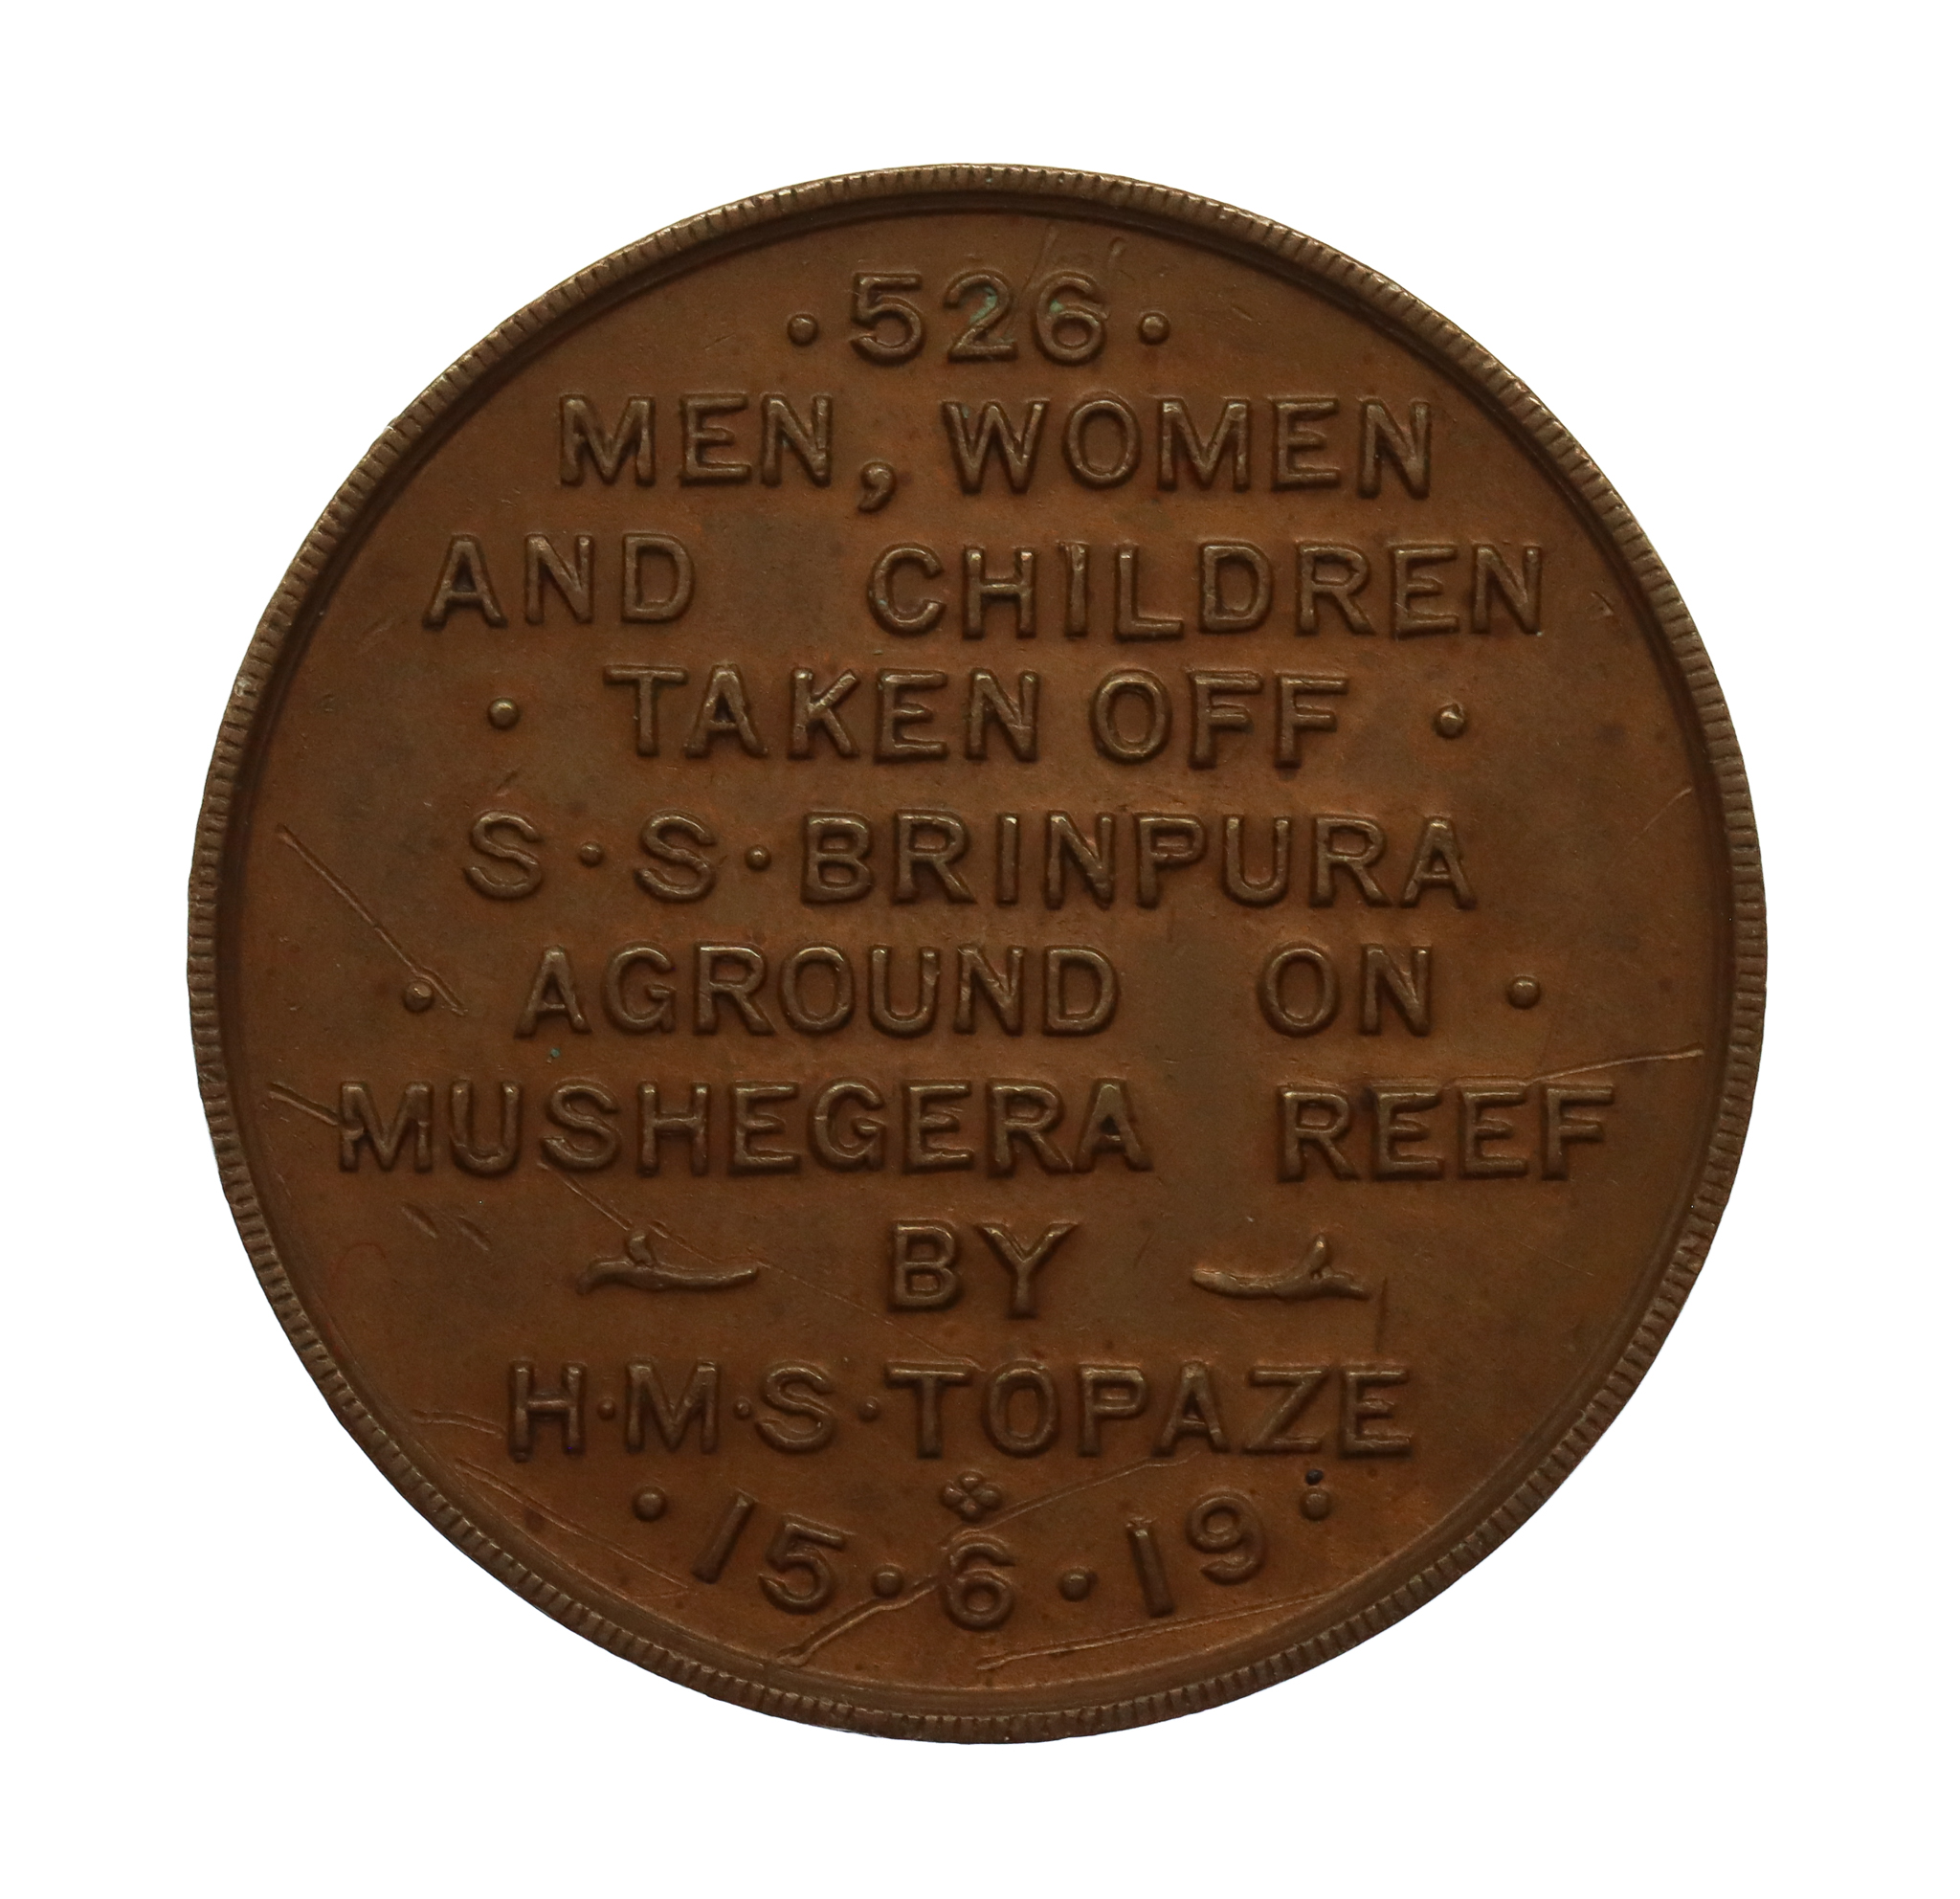 ·526·
MEN, WOMEN
AND CHILDREN
· TAKEN OFF ·
S·S·BRINPURA
· AGROUND ON ·
MUSHEGERA REEF
BY
H·M·S·TOPAZE
·15·6·19·